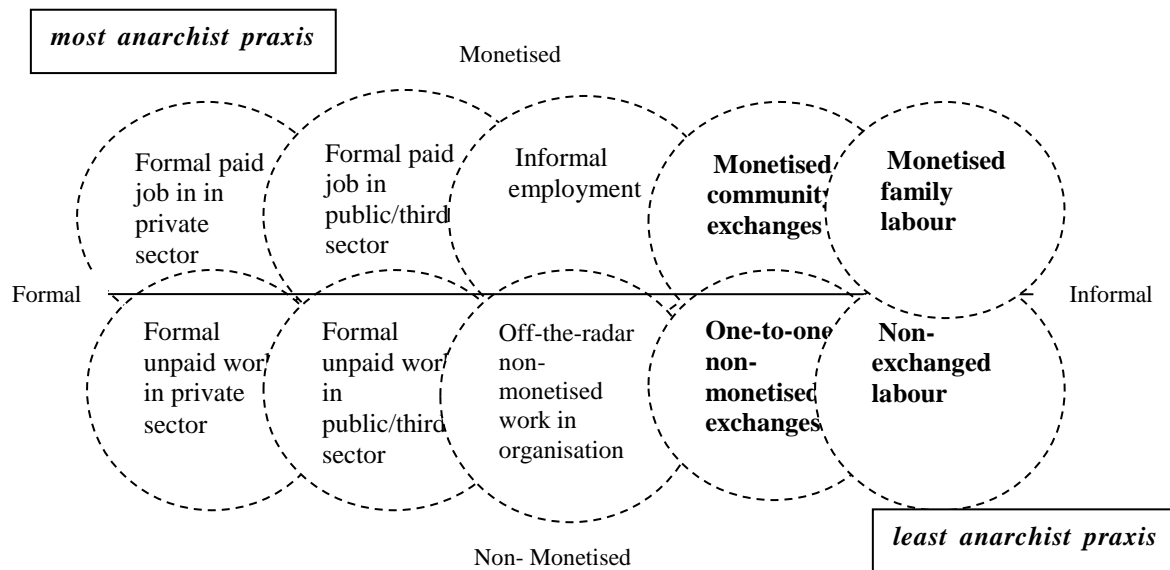 most anarchist praxis
Monetised
Formal paid
job in in
private
sector
Formal paid
job in
public/third
sector
Informal
employment
Monetised
community
exchanges
Monetised
family
labour
Formal
Informal
Formal
unpaid work
in private
sector
Formal
unpaid wor
in
public/third
sector
Off-the-radar
non-
monetised
work in
organisation
One-to-one
non-
monetised
exchanges
Non-
exchanged
labour
least anarchist praxis
Non- Monetised